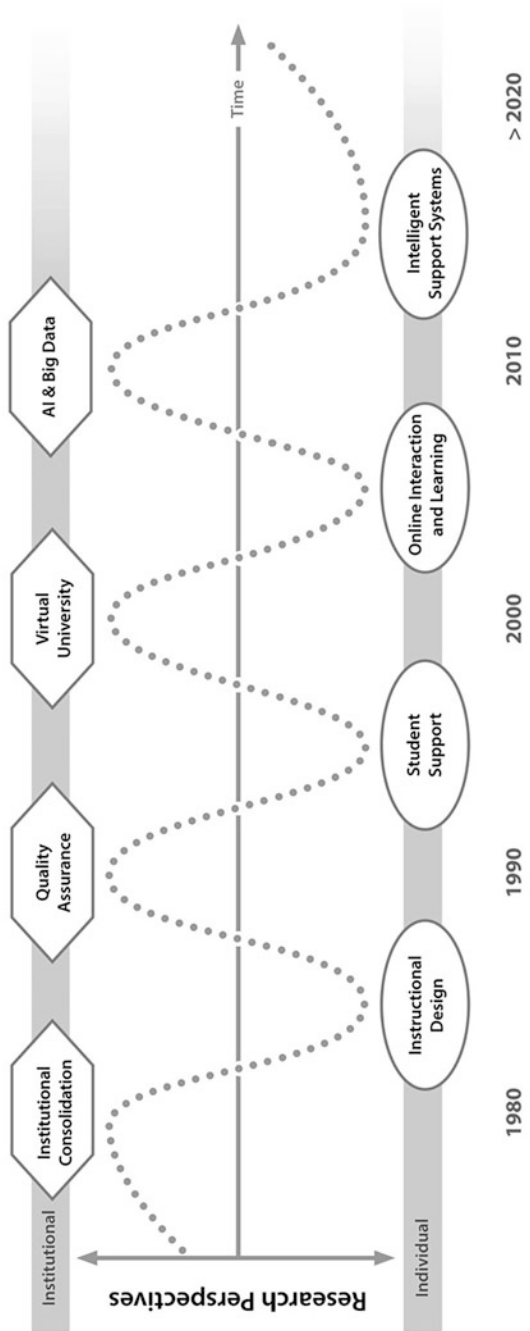 Research Perspectives
Institutional
Institutional
Consolidation
Quality
Assurance
Virtual
University
AI & Big Data
Time
Individual
Instructional
Design
Student
Support
Online Interaction
and Learning
Intelligent
Support Systems
1980
1990
2000
2010
> 2020